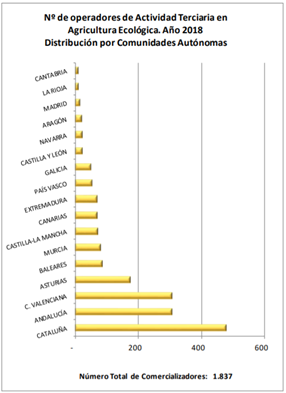 Nº de operadores de Actividad Terciaria en
Agricultura Ecológica. Año 2018
Distribución por Comunidades Autónomas
CANTABRIA
LA RIOJA
MADRID
ARAGÓN
NAVARRA
CASTILLA Y LEÓN
GALICIA
PAÍS VASCO
EXTREMADURA
CANARIAS
CASTILLA-LA MANCHA
MURCIA
BALEARES
ASTURIAS
C. VALENCIANA
ANDALUCÍA
CATALUÑA
- 200 400 600
Número Total de Comercializadores: 1.837